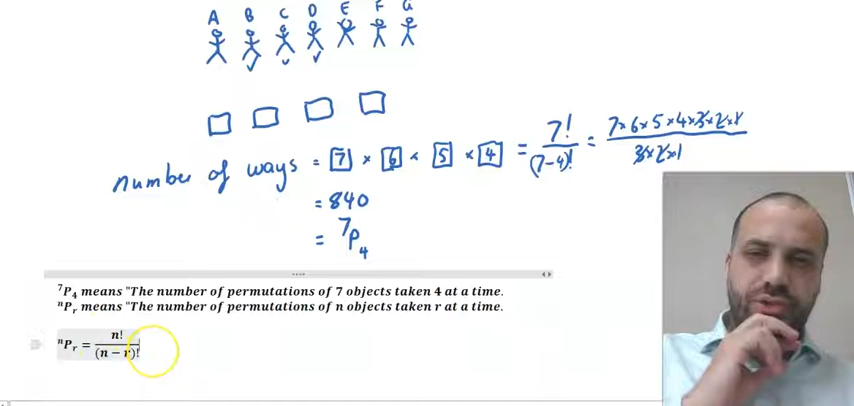 A B C D E F G
number of ways = 7 × 6 × 5 × 4 = 7! / (7-4)! = 7×6×5×4×3×2×1 / 3×2×1
= 840
= ⁷P₄
⁷P₄ means "The number of permutations of 7 objects taken 4 at a time.
ⁿPᵣ means "The number of permutations of n objects taken r at a time.
ⁿPᵣ = n! / (n − r)!